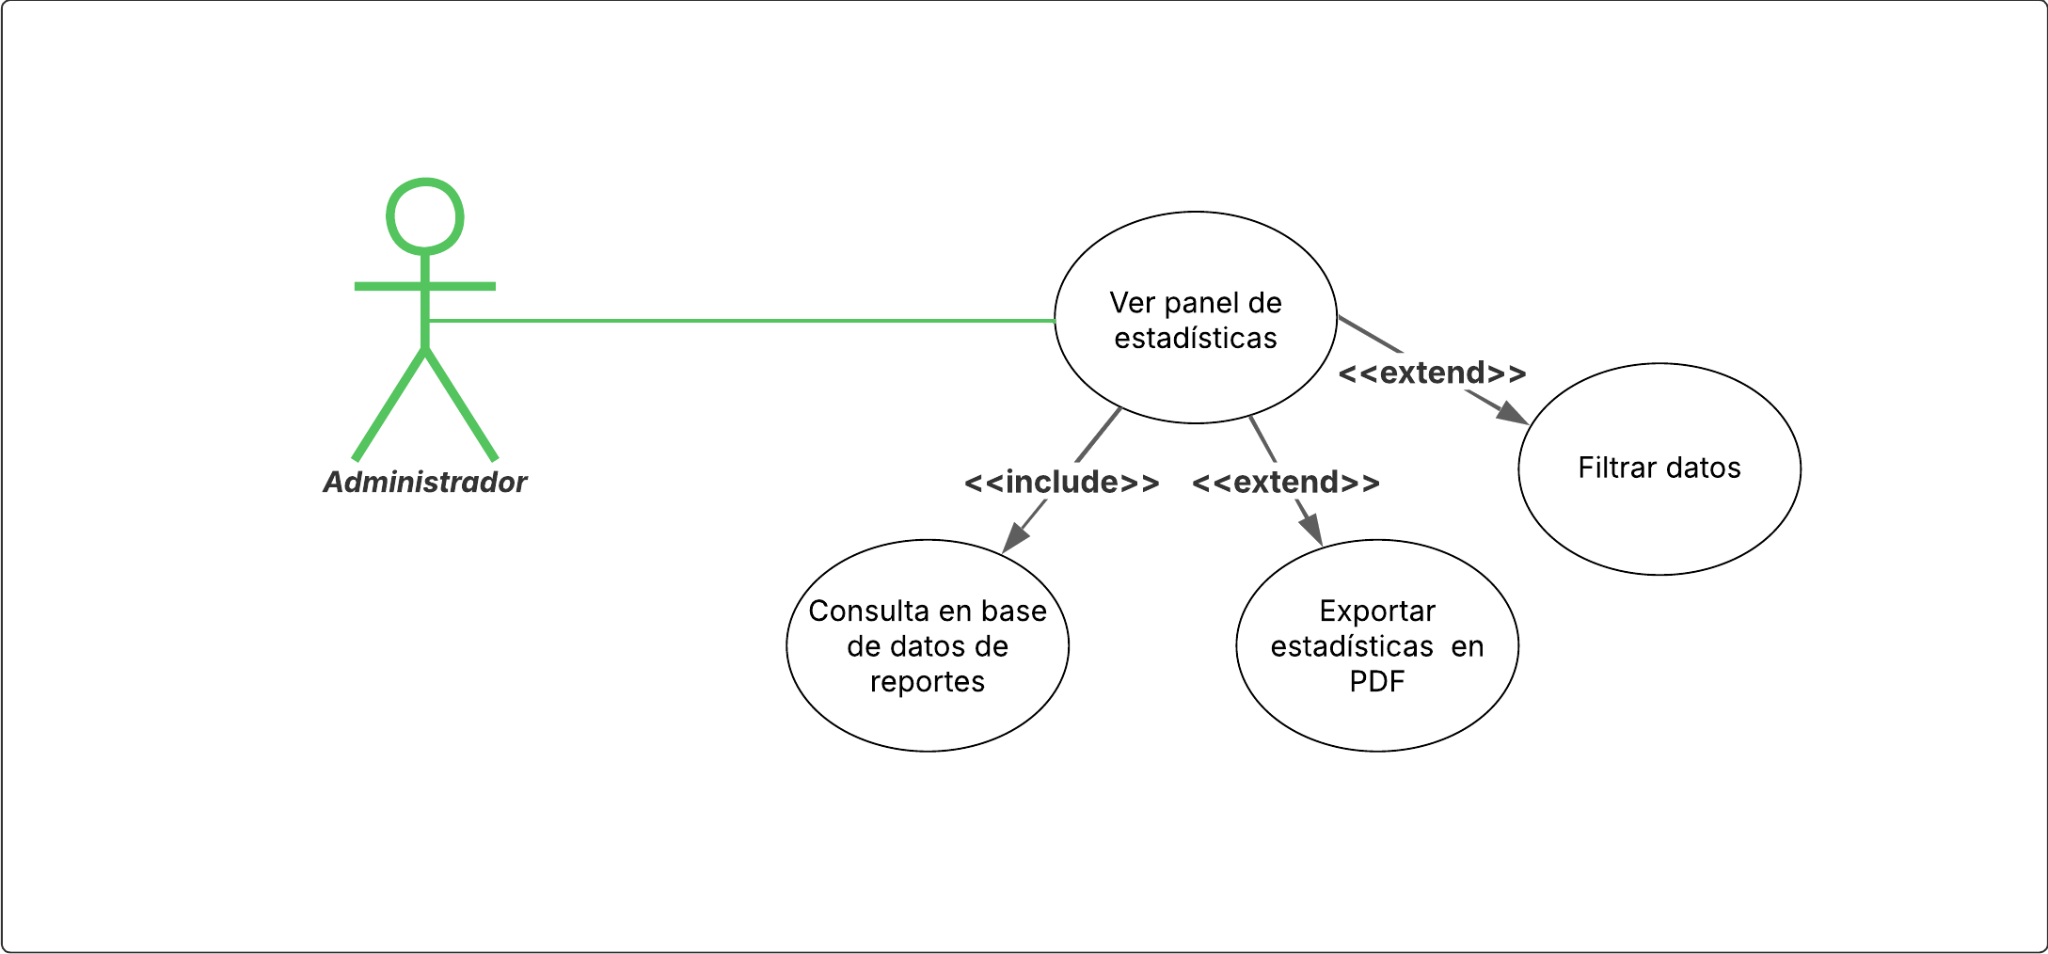 Ver panel de
estadísticas
<<extend>>
Filtrar datos
Administrador
<<include>>
<<extend>>
Consulta en base
de datos de
reportes
Exportar
estadísticas  en
PDF